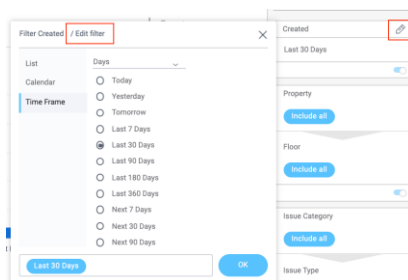 Filter Created / Edit filter
List
Calendar
Time Frame
Days
Today
Yesterday
Tomorrow
Last 7 Days
Last 30 Days
Last 90 Days
Last 180 Days
Last 360 Days
Next 7 Days
Next 30 Days
Next 90 Days
Last 30 Days
OK
Created
Last 30 Days
Property
Include all
Floor
Include all
Issue Category
Include all
Issue Type